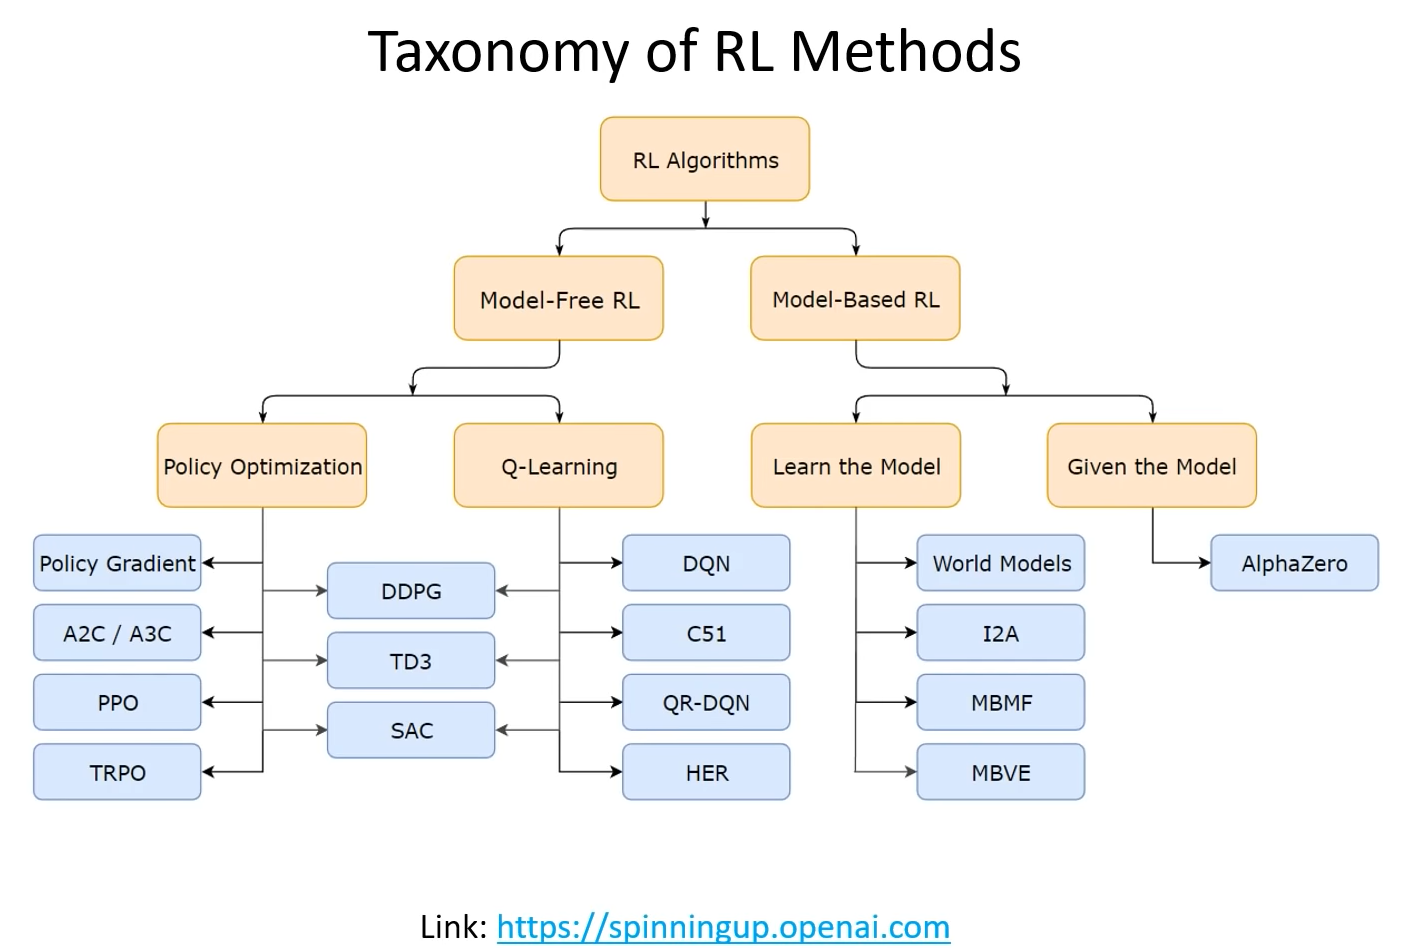 Taxonomy of RL Methods
RL Algorithms
Model-Free RL
Model-Based RL
Policy Optimization
Q-Learning
Learn the Model
Given the Model
Policy Gradient
A2C / A3C
PPO
TRPO
DDPG
TD3
SAC
DQN
C51
QR-DQN
HER
World Models
I2A
MBMF
MBVE
AlphaZero
Link: https://spinningup.openai.com